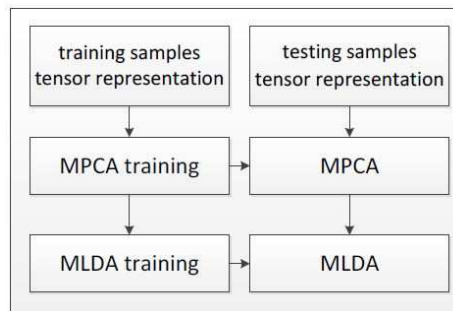 training samples
tensor representation
testing samples
tensor representation
MPCA training
MPCA
MLDA training
MLDA